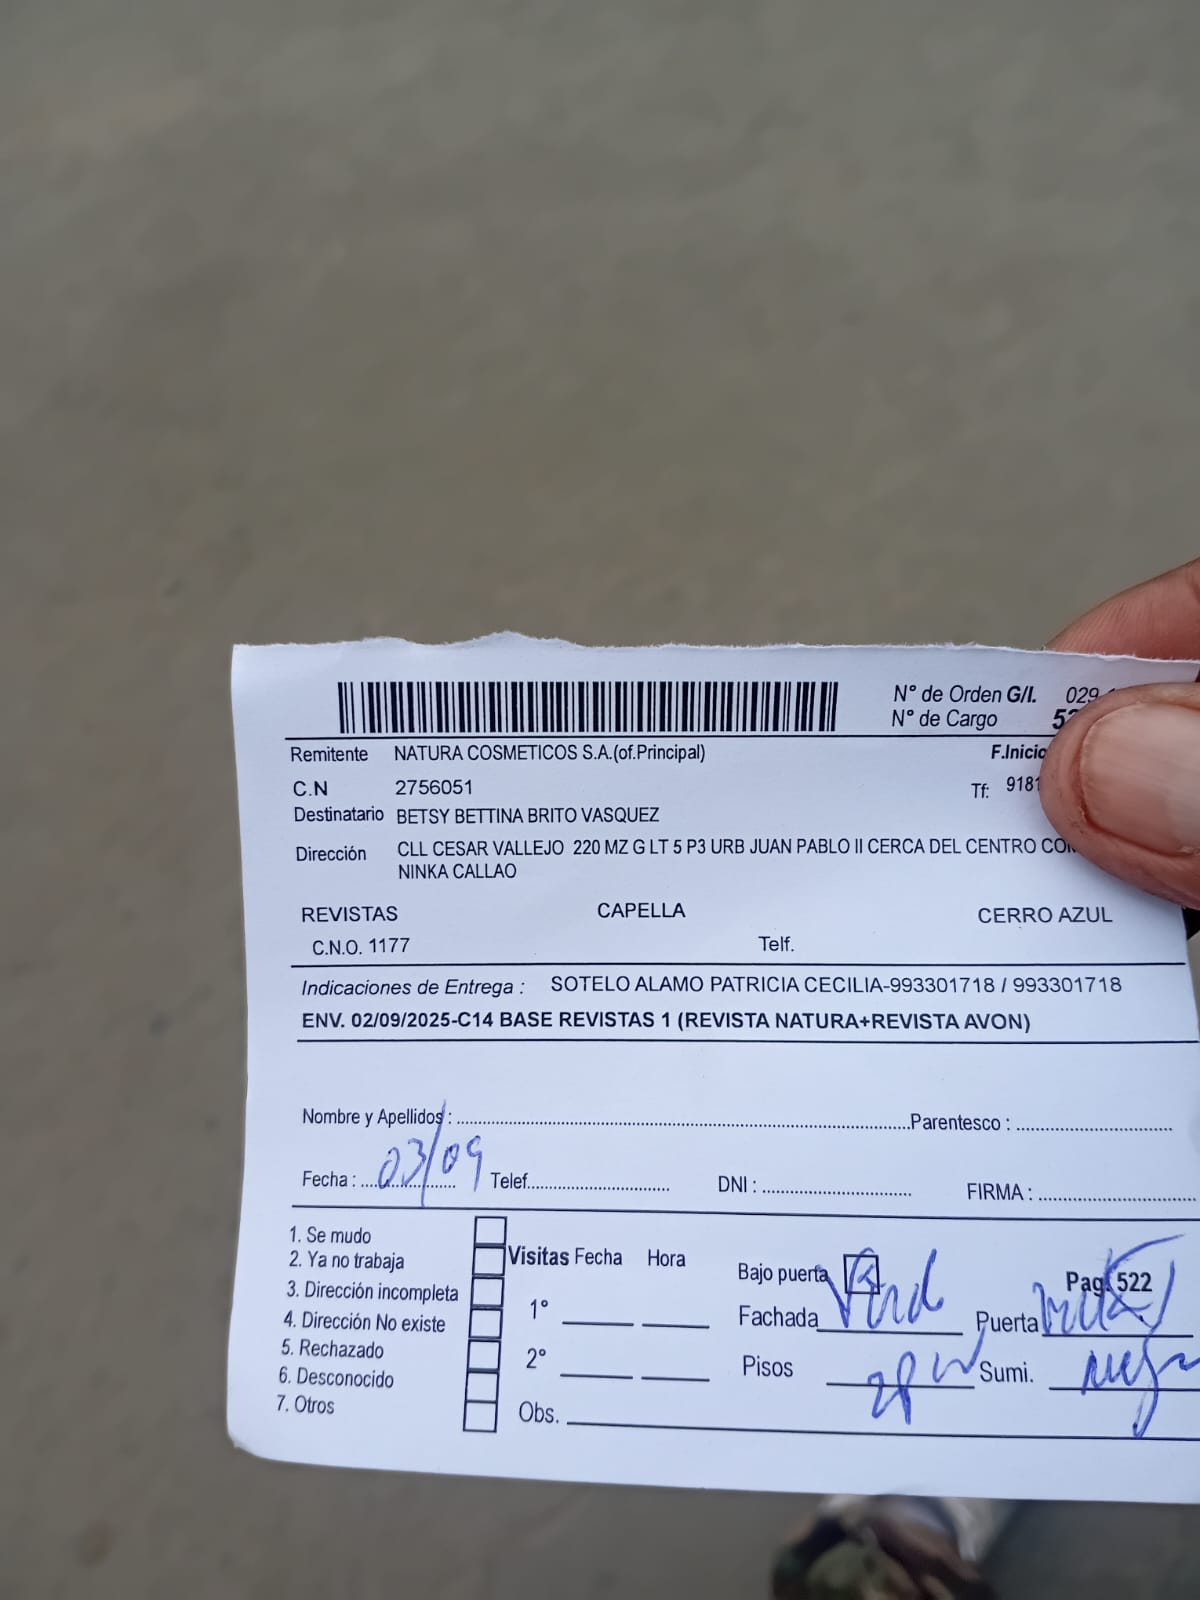 N° de Orden G/I. 029
N° de Cargo 52
Remitente NATURA COSMETICOS S.A.(of.Principal) F.Inicio
C.N 2756051 Tf: 9181
Destinatario BETSY BETTINA BRITO VASQUEZ
Dirección CLL CESAR VALLEJO 220 MZ G LT 5 P3 URB JUAN PABLO II CERCA DEL CENTRO
NINKA CALLAO
REVISTAS CAPELLA CERRO AZUL
C.N.O. 1177 Telf.
Indicaciones de Entrega : SOTELO ALAMO PATRICIA CECILIA-993301718 / 993301718
ENV. 02/09/2025-C14 BASE REVISTAS 1 (REVISTA NATURA+REVISTA AVON)
Nombre y Apellidos : Parentesco :
Fecha : 03/09 Telef. DNI : FIRMA :
1. Se mudo
2. Ya no trabaja
3. Dirección incompleta
4. Dirección No existe
5. Rechazado
6. Desconocido
7. Otros
Visitas Fecha Hora
1°
2°
Obs.
Bajo puerta Pag. 522
Fachada Puerta
Pisos Sumi.